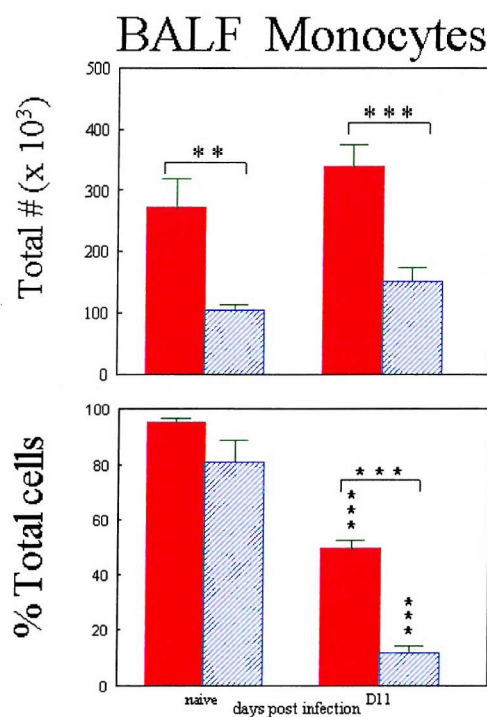 BALF Monocytes
Total # (x 10³)
500
400
300
200
100
0
* *
* * *
% Total cells
100
80
60
40
20
0
* * *
* * *
* * *
naive D11
days post infection